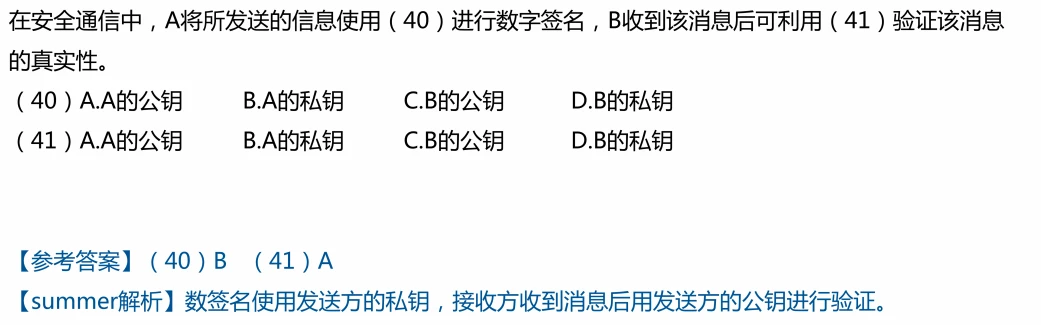 在安全通信中，A将所发送的信息使用（40）进行数字签名，B收到该消息后可利用（41）验证该消息
的真实性。
（40）A.A的公钥 B.A的私钥 C.B的公钥 D.B的私钥
（41）A.A的公钥 B.A的私钥 C.B的公钥 D.B的私钥
【参考答案】（40）B （41）A
【summer解析】数签名使用发送方的私钥，接收方收到消息后用发送方的公钥进行验证。